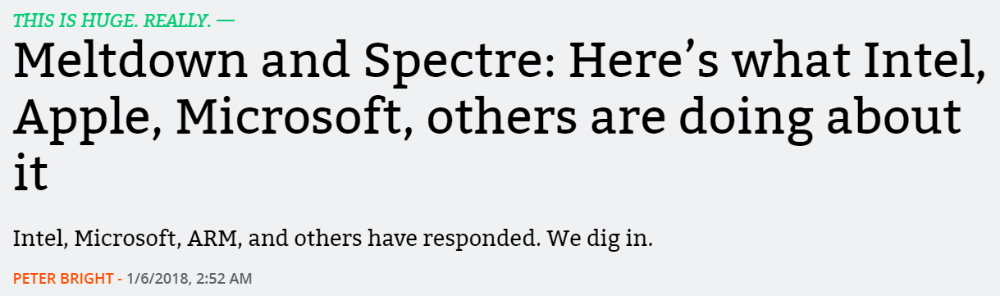 THIS IS HUGE. REALLY. —
Meltdown and Spectre: Here’s what Intel,
Apple, Microsoft, others are doing about
it
Intel, Microsoft, ARM, and others have responded. We dig in.
PETER BRIGHT - 1/6/2018, 2:52 AM